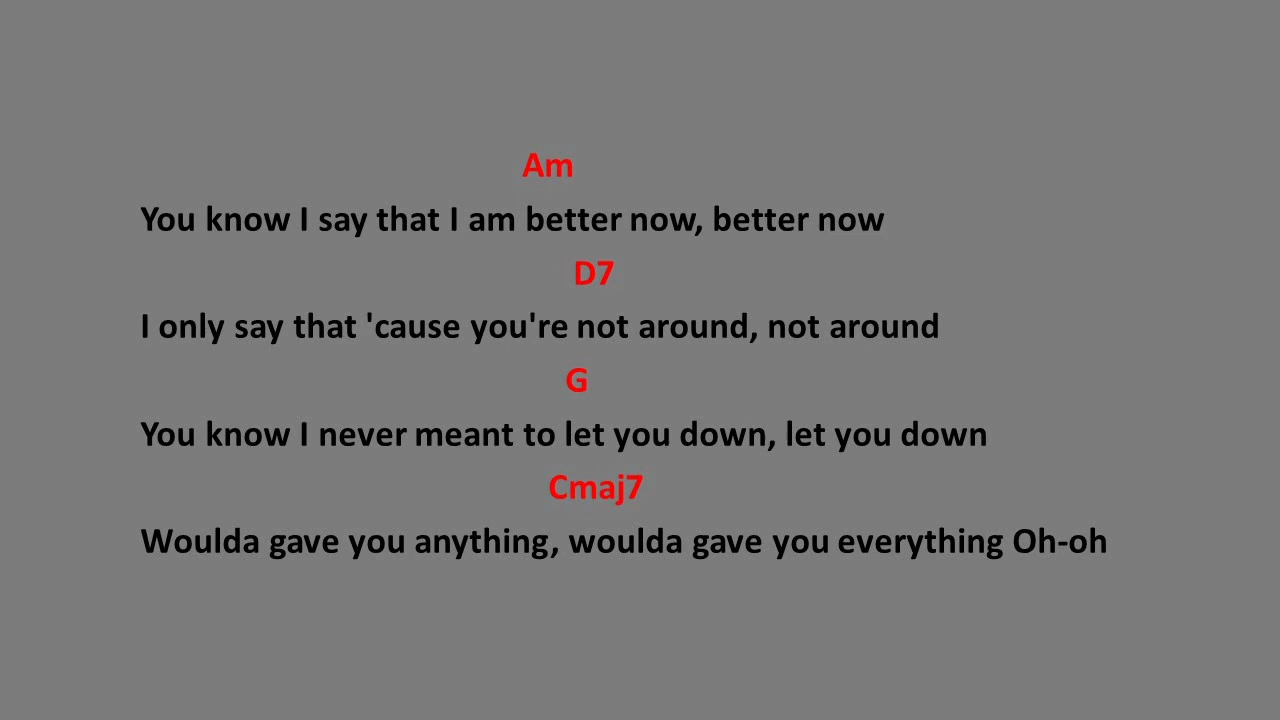 Am
You know I say that I am better now, better now
D7
I only say that 'cause you're not around, not around
G
You know I never meant to let you down, let you down
Cmaj7
Woulda gave you anything, woulda gave you everything Oh-oh